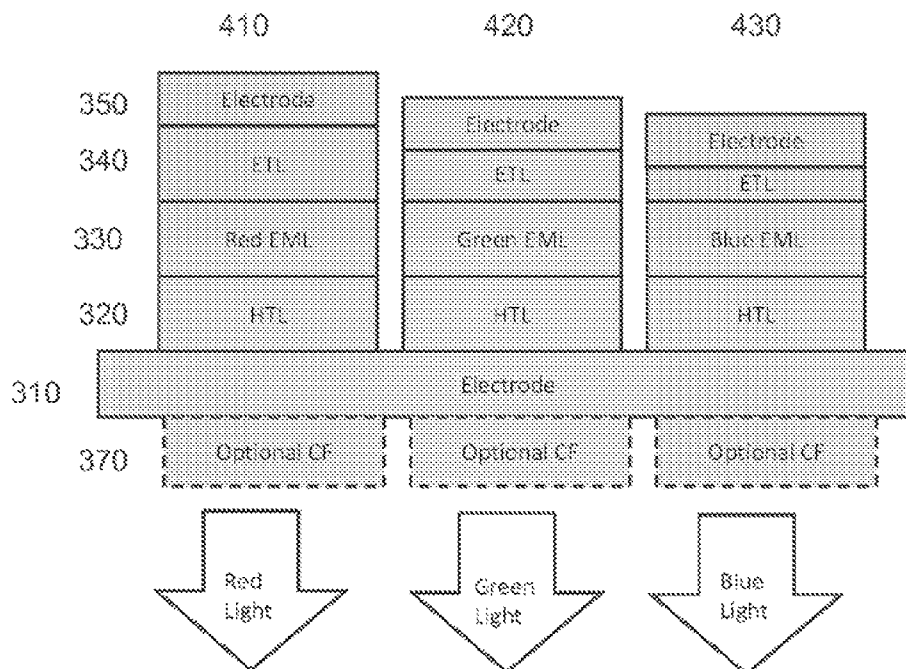 410 420 430
350 Electrode Electrode Electrode
340 ETL ETL ETL
330 Red EML Green EML Blue EML
320 HTL HTL HTL
310 Electrode
370 Optional CF Optional CF Optional CF
Red Green Blue
Light Light Light